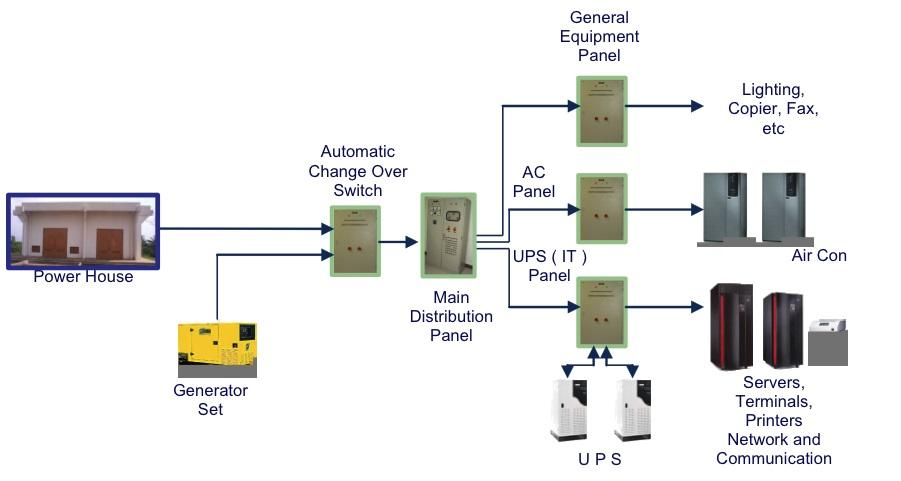 General
Equipment
Panel
Lighting,
Copier, Fax,
etc
Automatic
Change Over
Switch
AC
Panel
Air Con
Power House
UPS ( IT )
Panel
Main
Distribution
Panel
Generator
Set
Servers,
Terminals,
Printers
Network and
Communication
U P S